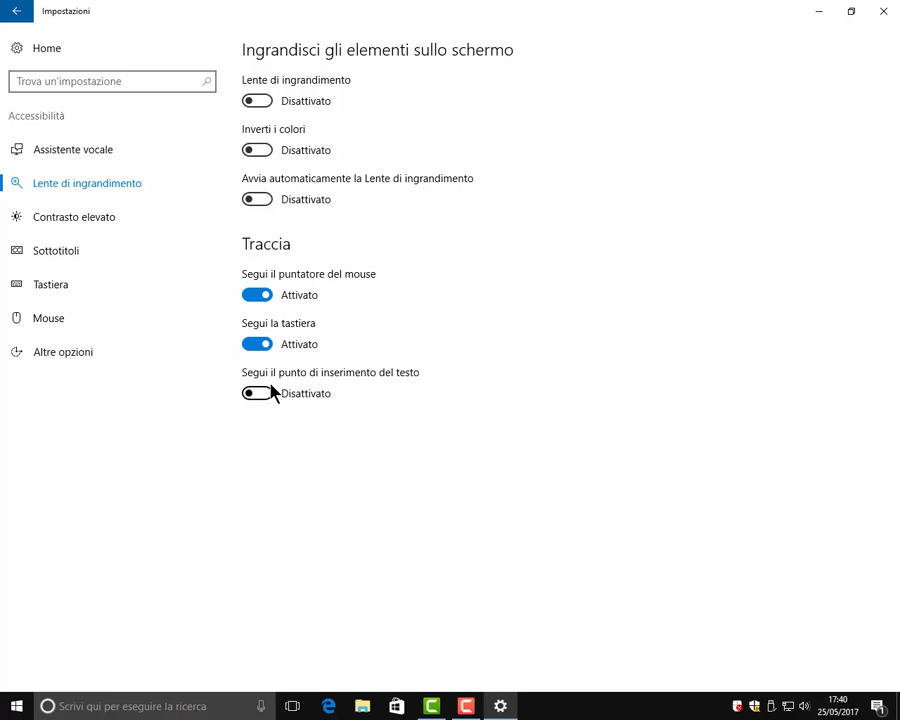 Impostazioni
Home
Trova un'impostazione
Accessibilità
Assistente vocale
Lente di ingrandimento
Contrasto elevato
Sottotitoli
Tastiera
Mouse
Altre opzioni
Ingrandisci gli elementi sullo schermo
Lente di ingrandimento
Disattivato
Inverti i colori
Disattivato
Avvia automaticamente la Lente di ingrandimento
Disattivato
Traccia
Segui il puntatore del mouse
Attivato
Segui la tastiera
Attivato
Segui il punto di inserimento del testo
Disattivato
Scrivi qui per eseguire la ricerca
17:40
25/05/2017
1